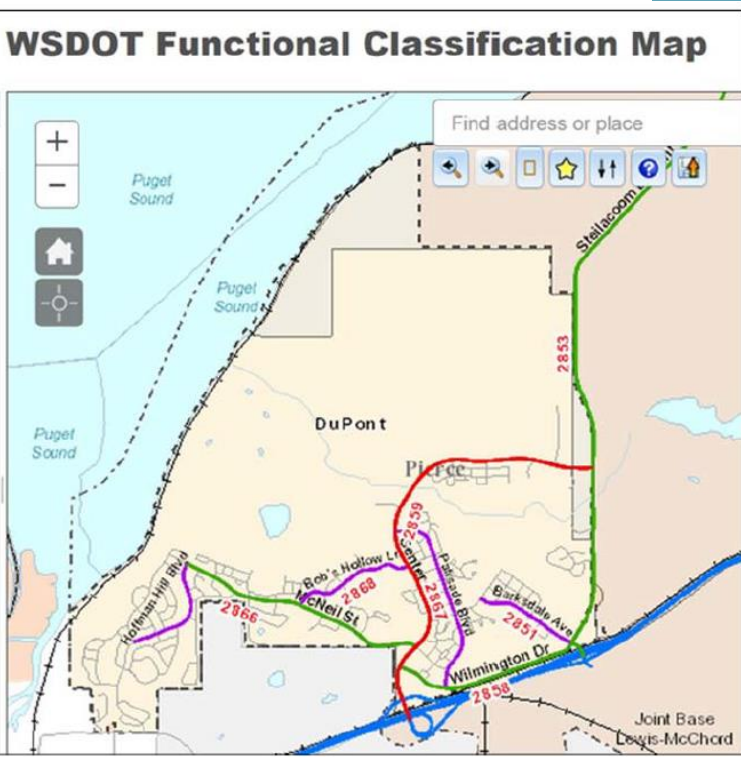 WSDOT Functional Classification Map
+
Find address or place
−
Puget
Sound
Steilacoom
Puget
Sound
2853
DuPont
Puget
Sound
Pierce
2859
Center
Bob's Hollow Ln
Hoffman Hill Blvd
2868
2867
Palisade Blvd
McNeil St
2866
Barksdale Ave
2851
Wilmington Dr
2858
Joint Base
Lewis-McChord